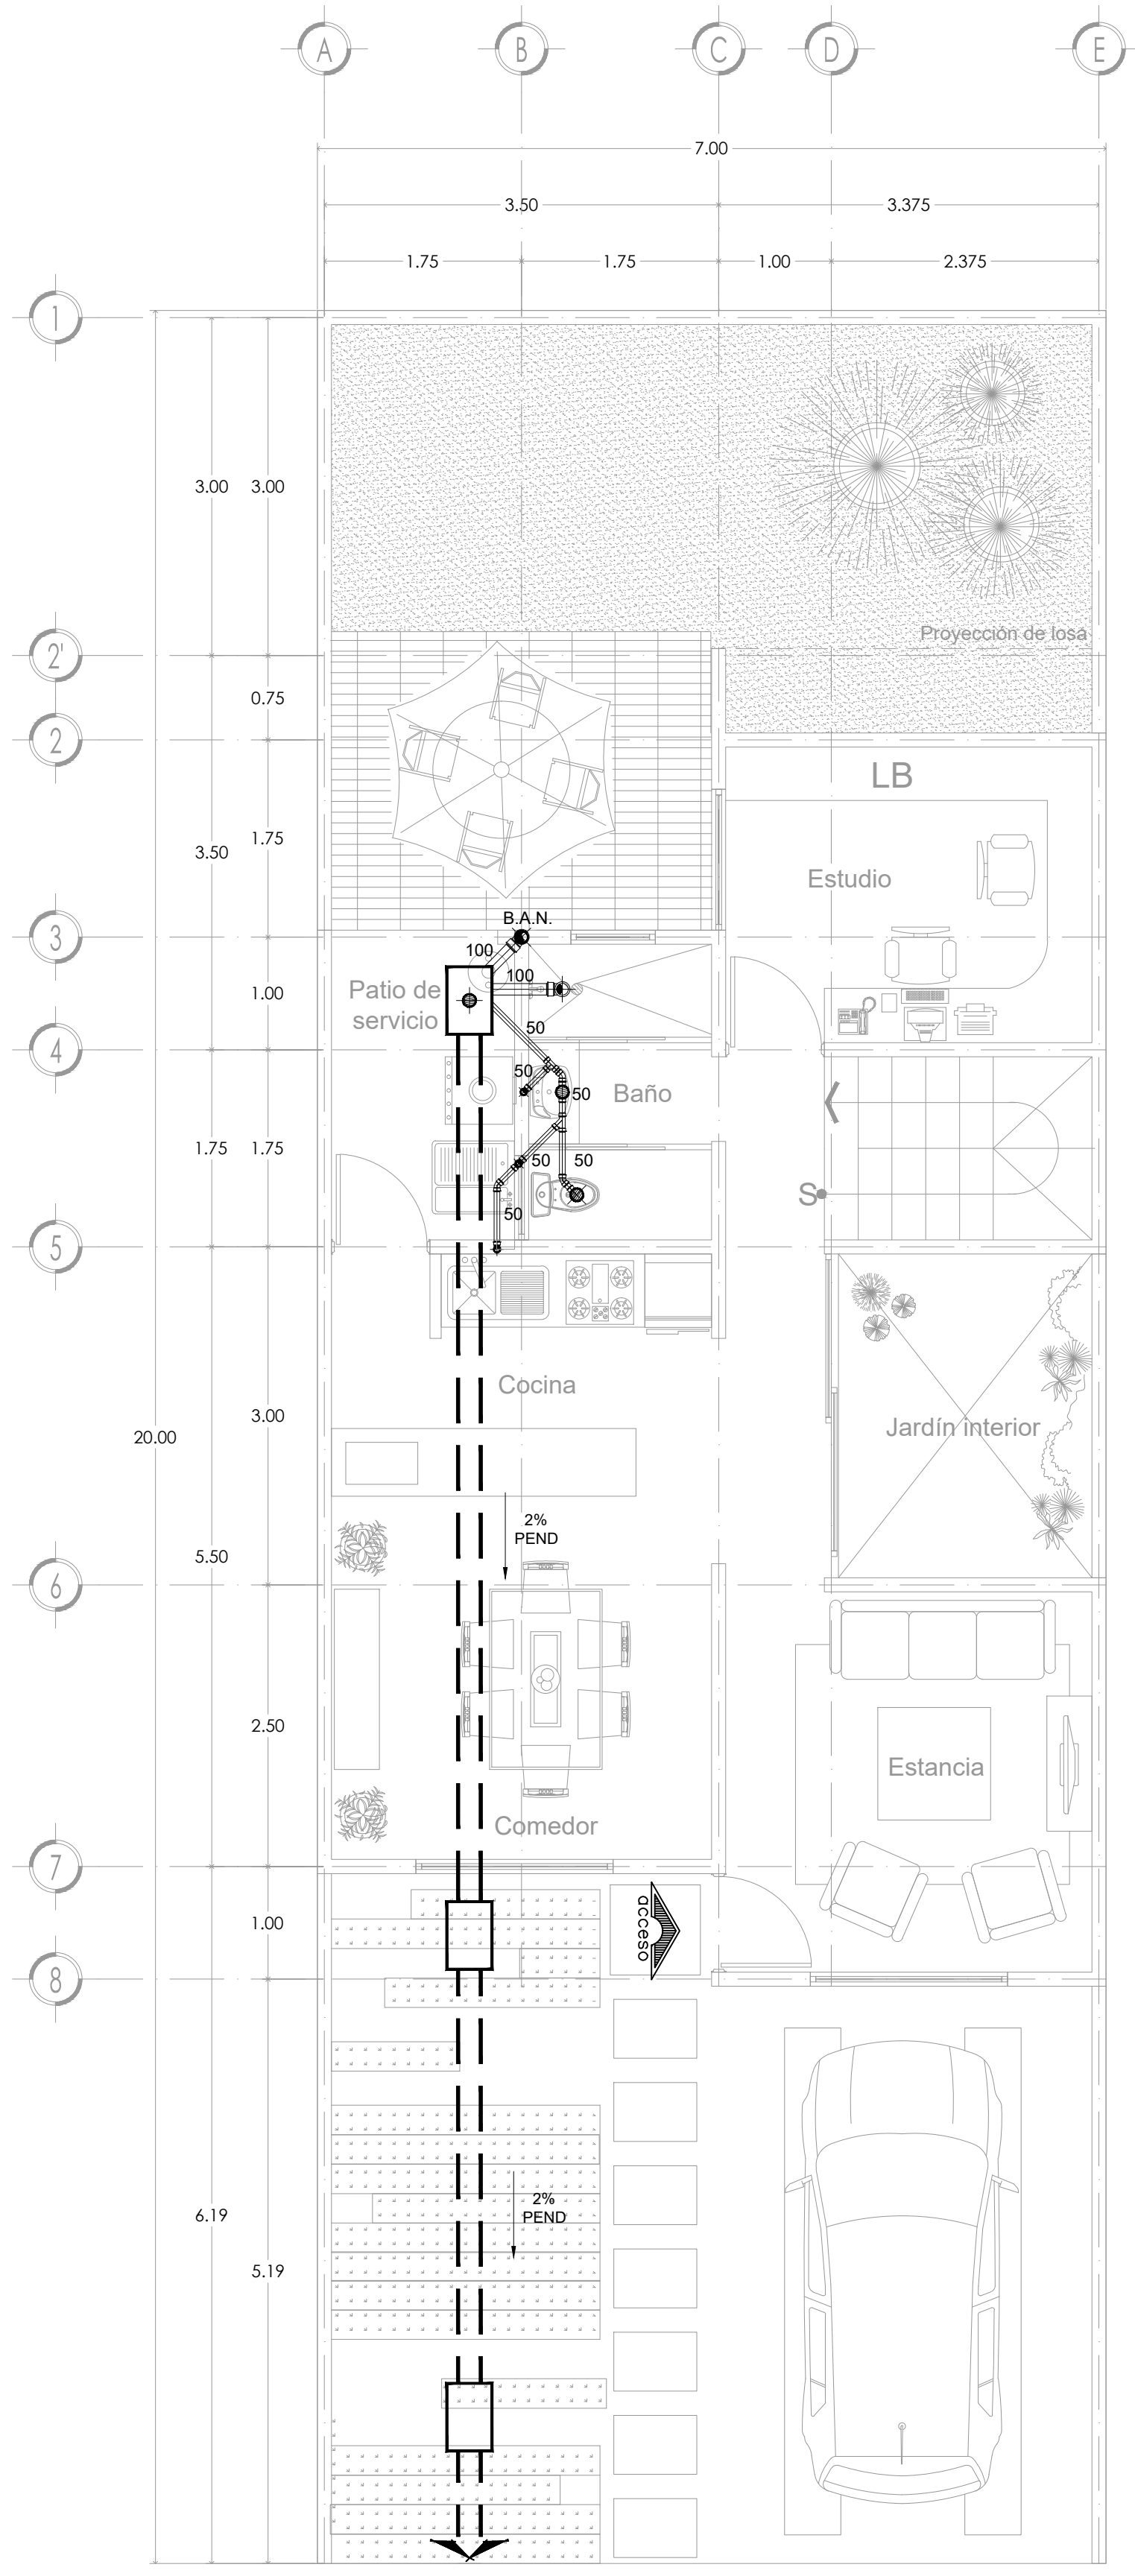 A B C D E
7.00
3.50 3.375
1.75 1.75 1.00 2.375
1
3.00 3.00
Proyección de losa
2'
0.75
2
LB
1.75
3.50
Estudio
B.A.N.
3
100
100
Patio de
servicio
1.00
50
4
50
50
Baño
1.75 1.75
50 50
S
50
5
Cocina
3.00
Jardín interior
20.00
2%
PEND
5.50
6
2.50
Estancia
Comedor
7
acceso
1.00
8
2%
PEND
6.19
5.19